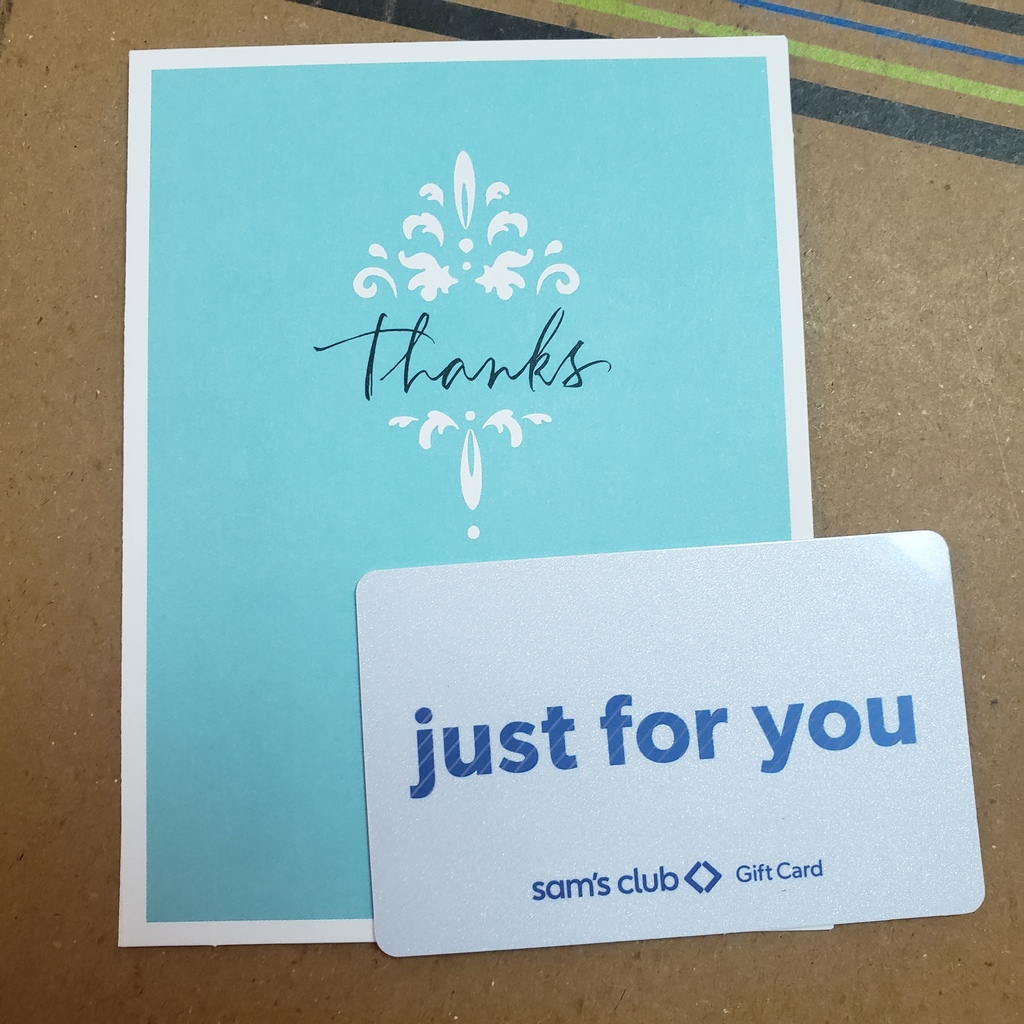 Thanks
just for you
sam's club Gift Card